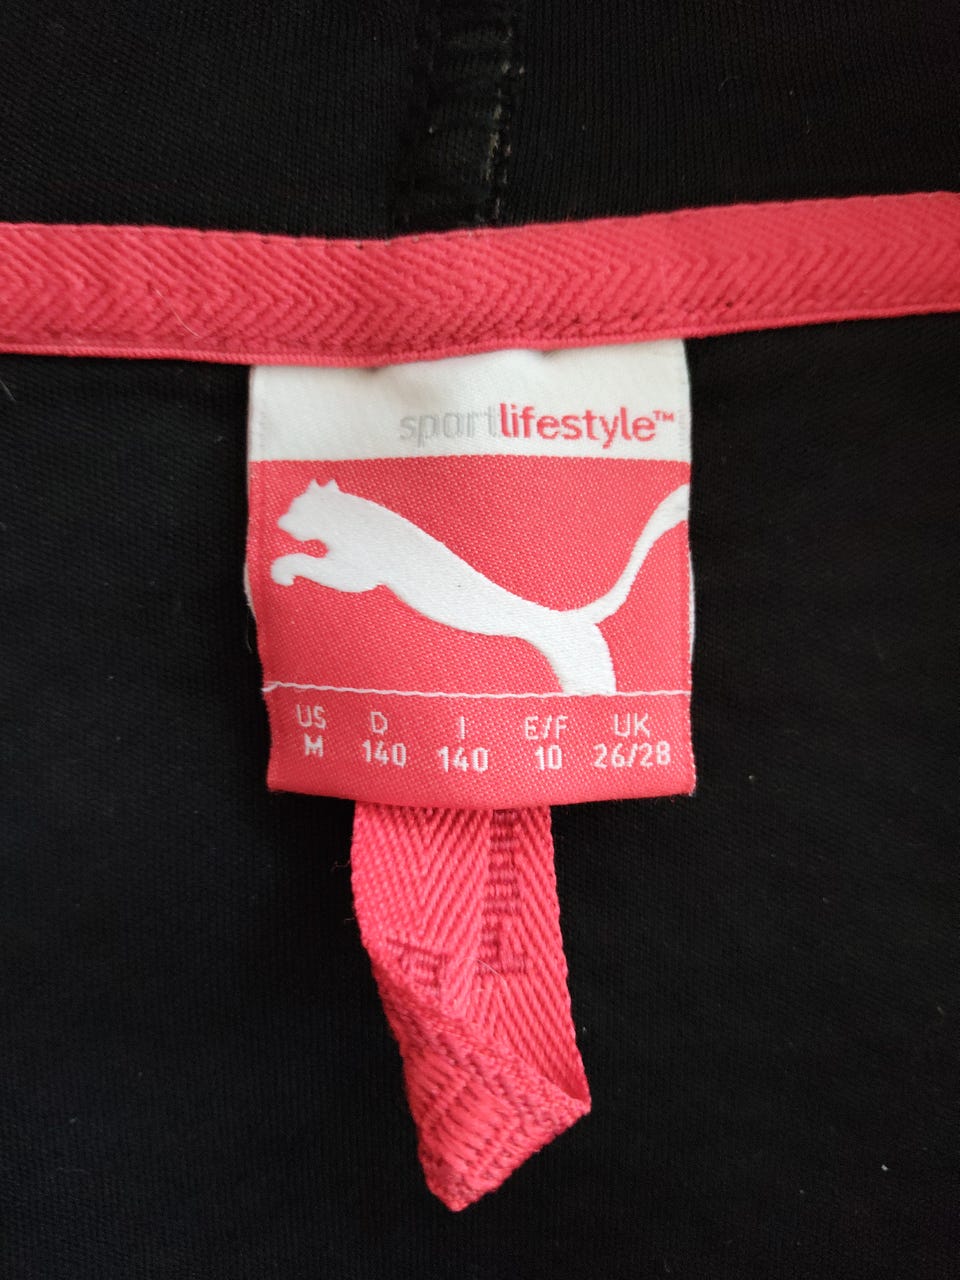 sportlifestyle™
US D I E/F UK
M 140 140 10 26/28